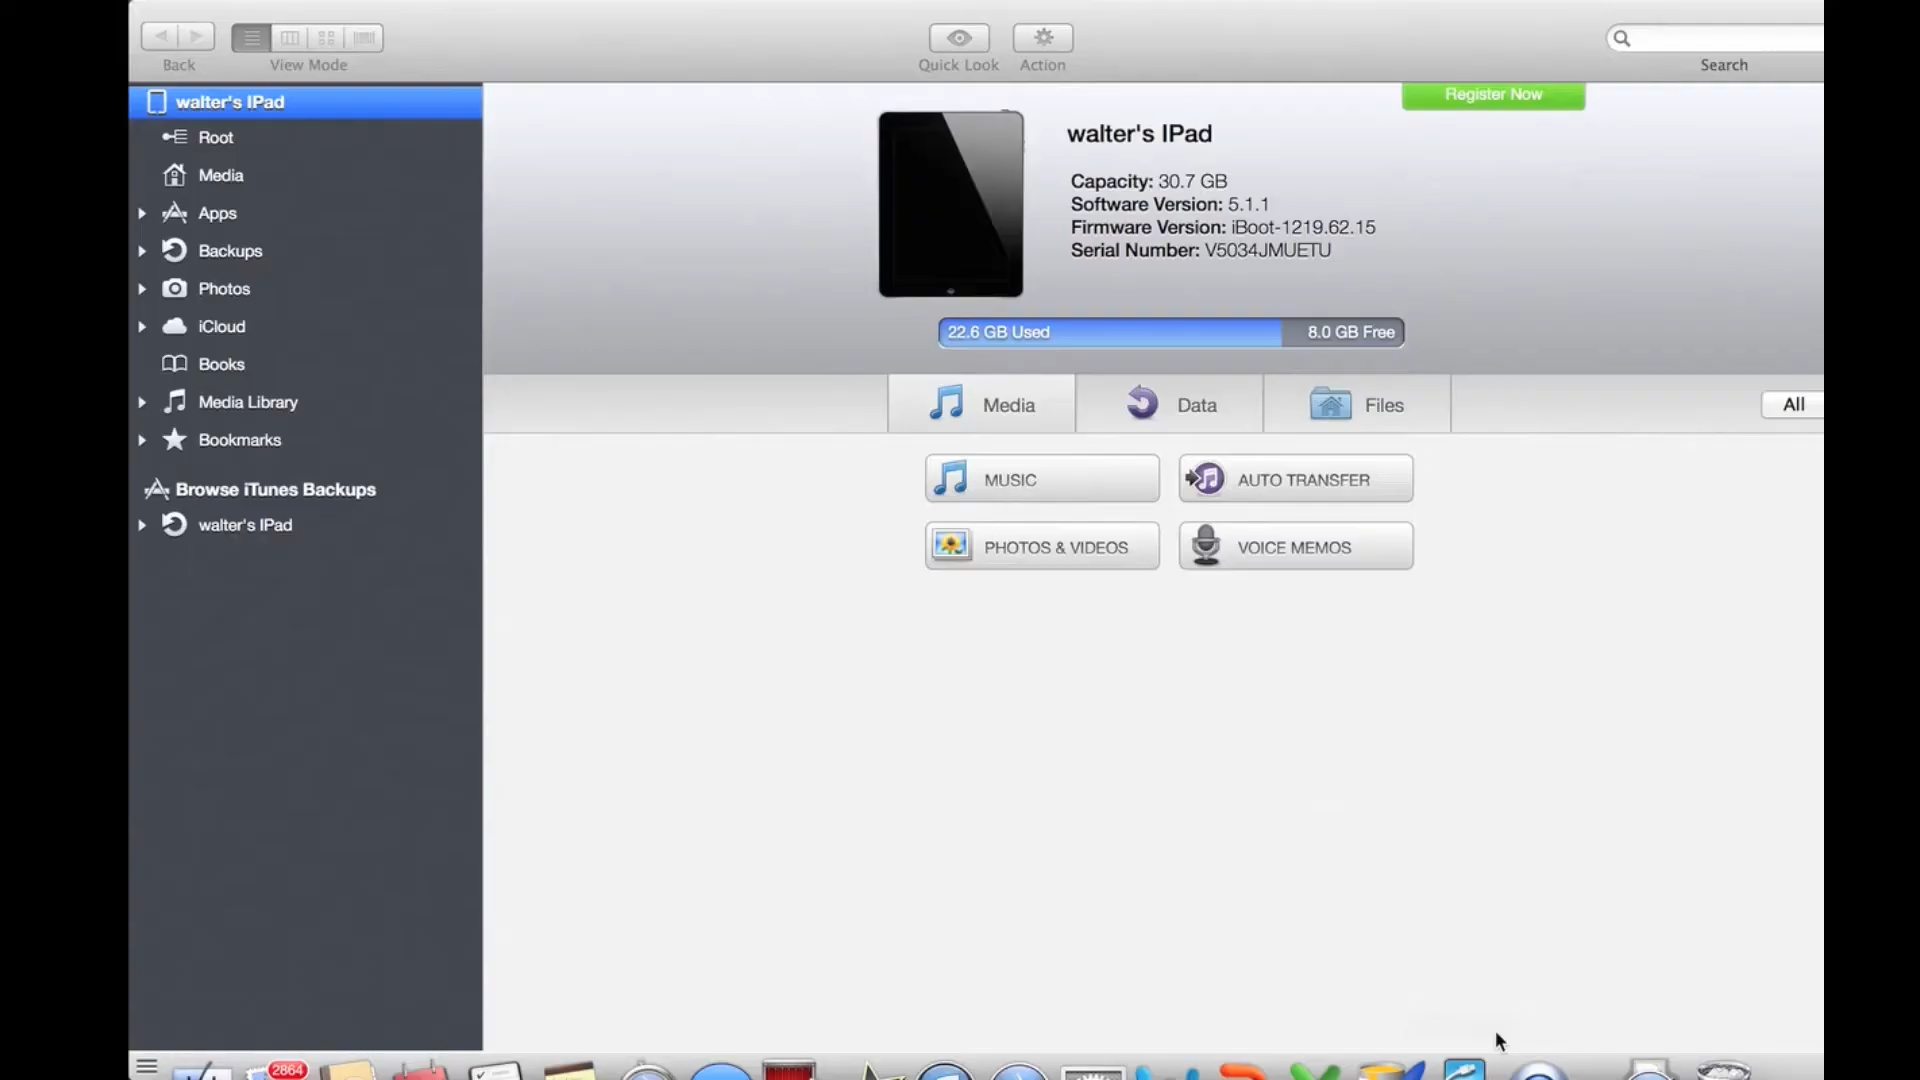 Back
View Mode
Quick Look
Action
Search
walter's IPad
Root
Media
Apps
Backups
Photos
iCloud
Books
Media Library
Bookmarks
Browse iTunes Backups
walter's IPad
Register Now
walter's IPad
Capacity: 30.7 GB
Software Version: 5.1.1
Firmware Version: iBoot-1219.62.15
Serial Number: V5034JMUETU
22.6 GB Used
8.0 GB Free
Media
Data
Files
All
MUSIC
AUTO TRANSFER
PHOTOS & VIDEOS
VOICE MEMOS
2864